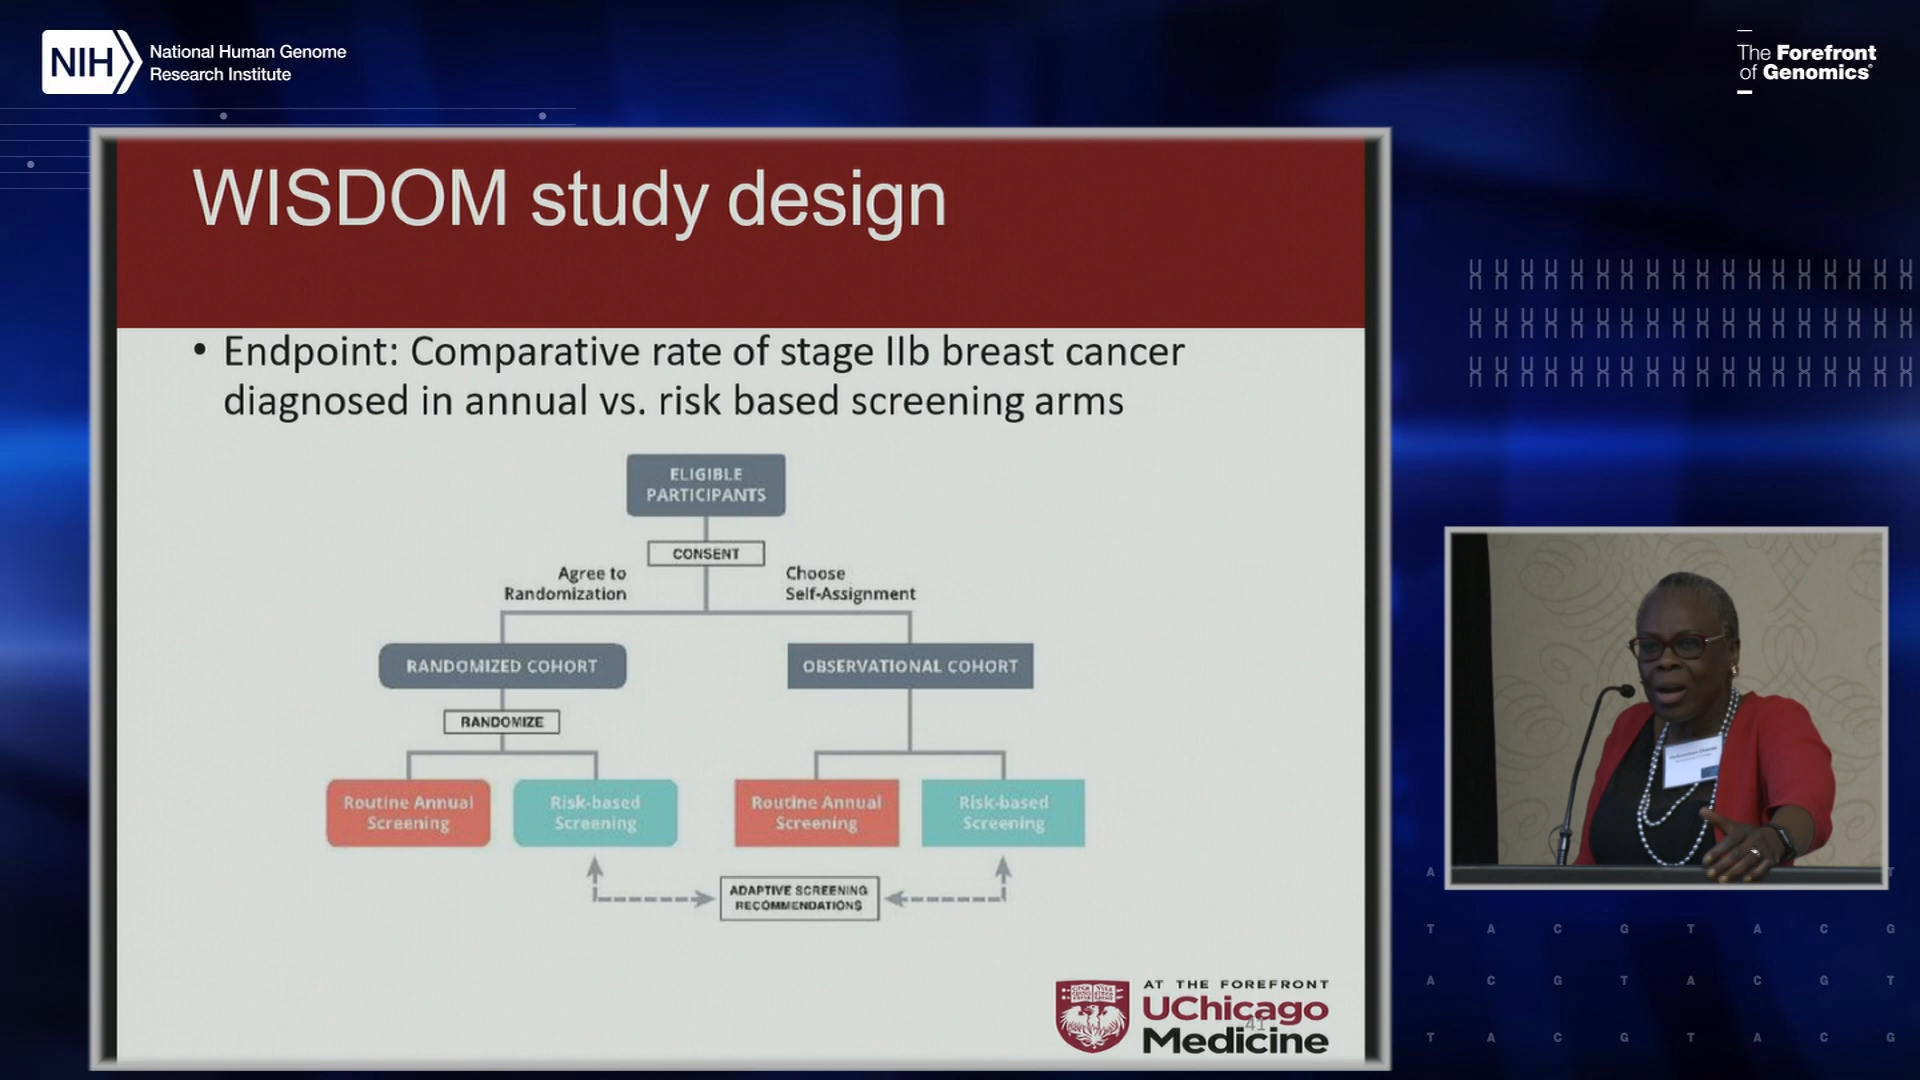 NIH National Human Genome
Research Institute
The Forefront
of Genomics®
WISDOM study design
• Endpoint: Comparative rate of stage IIb breast cancer
diagnosed in annual vs. risk based screening arms
ELIGIBLE
PARTICIPANTS
CONSENT
Agree to
Randomization
Choose
Self-Assignment
RANDOMIZED COHORT
OBSERVATIONAL COHORT
RANDOMIZE
Routine Annual
Screening
Risk-based
Screening
Routine Annual
Screening
Risk-based
Screening
ADAPTIVE SCREENING
RECOMMENDATIONS
AT THE FOREFRONT
UChicago
Medicine
41
A T
T A C G T A C G
A C G T A C G T
T A C G T A C G